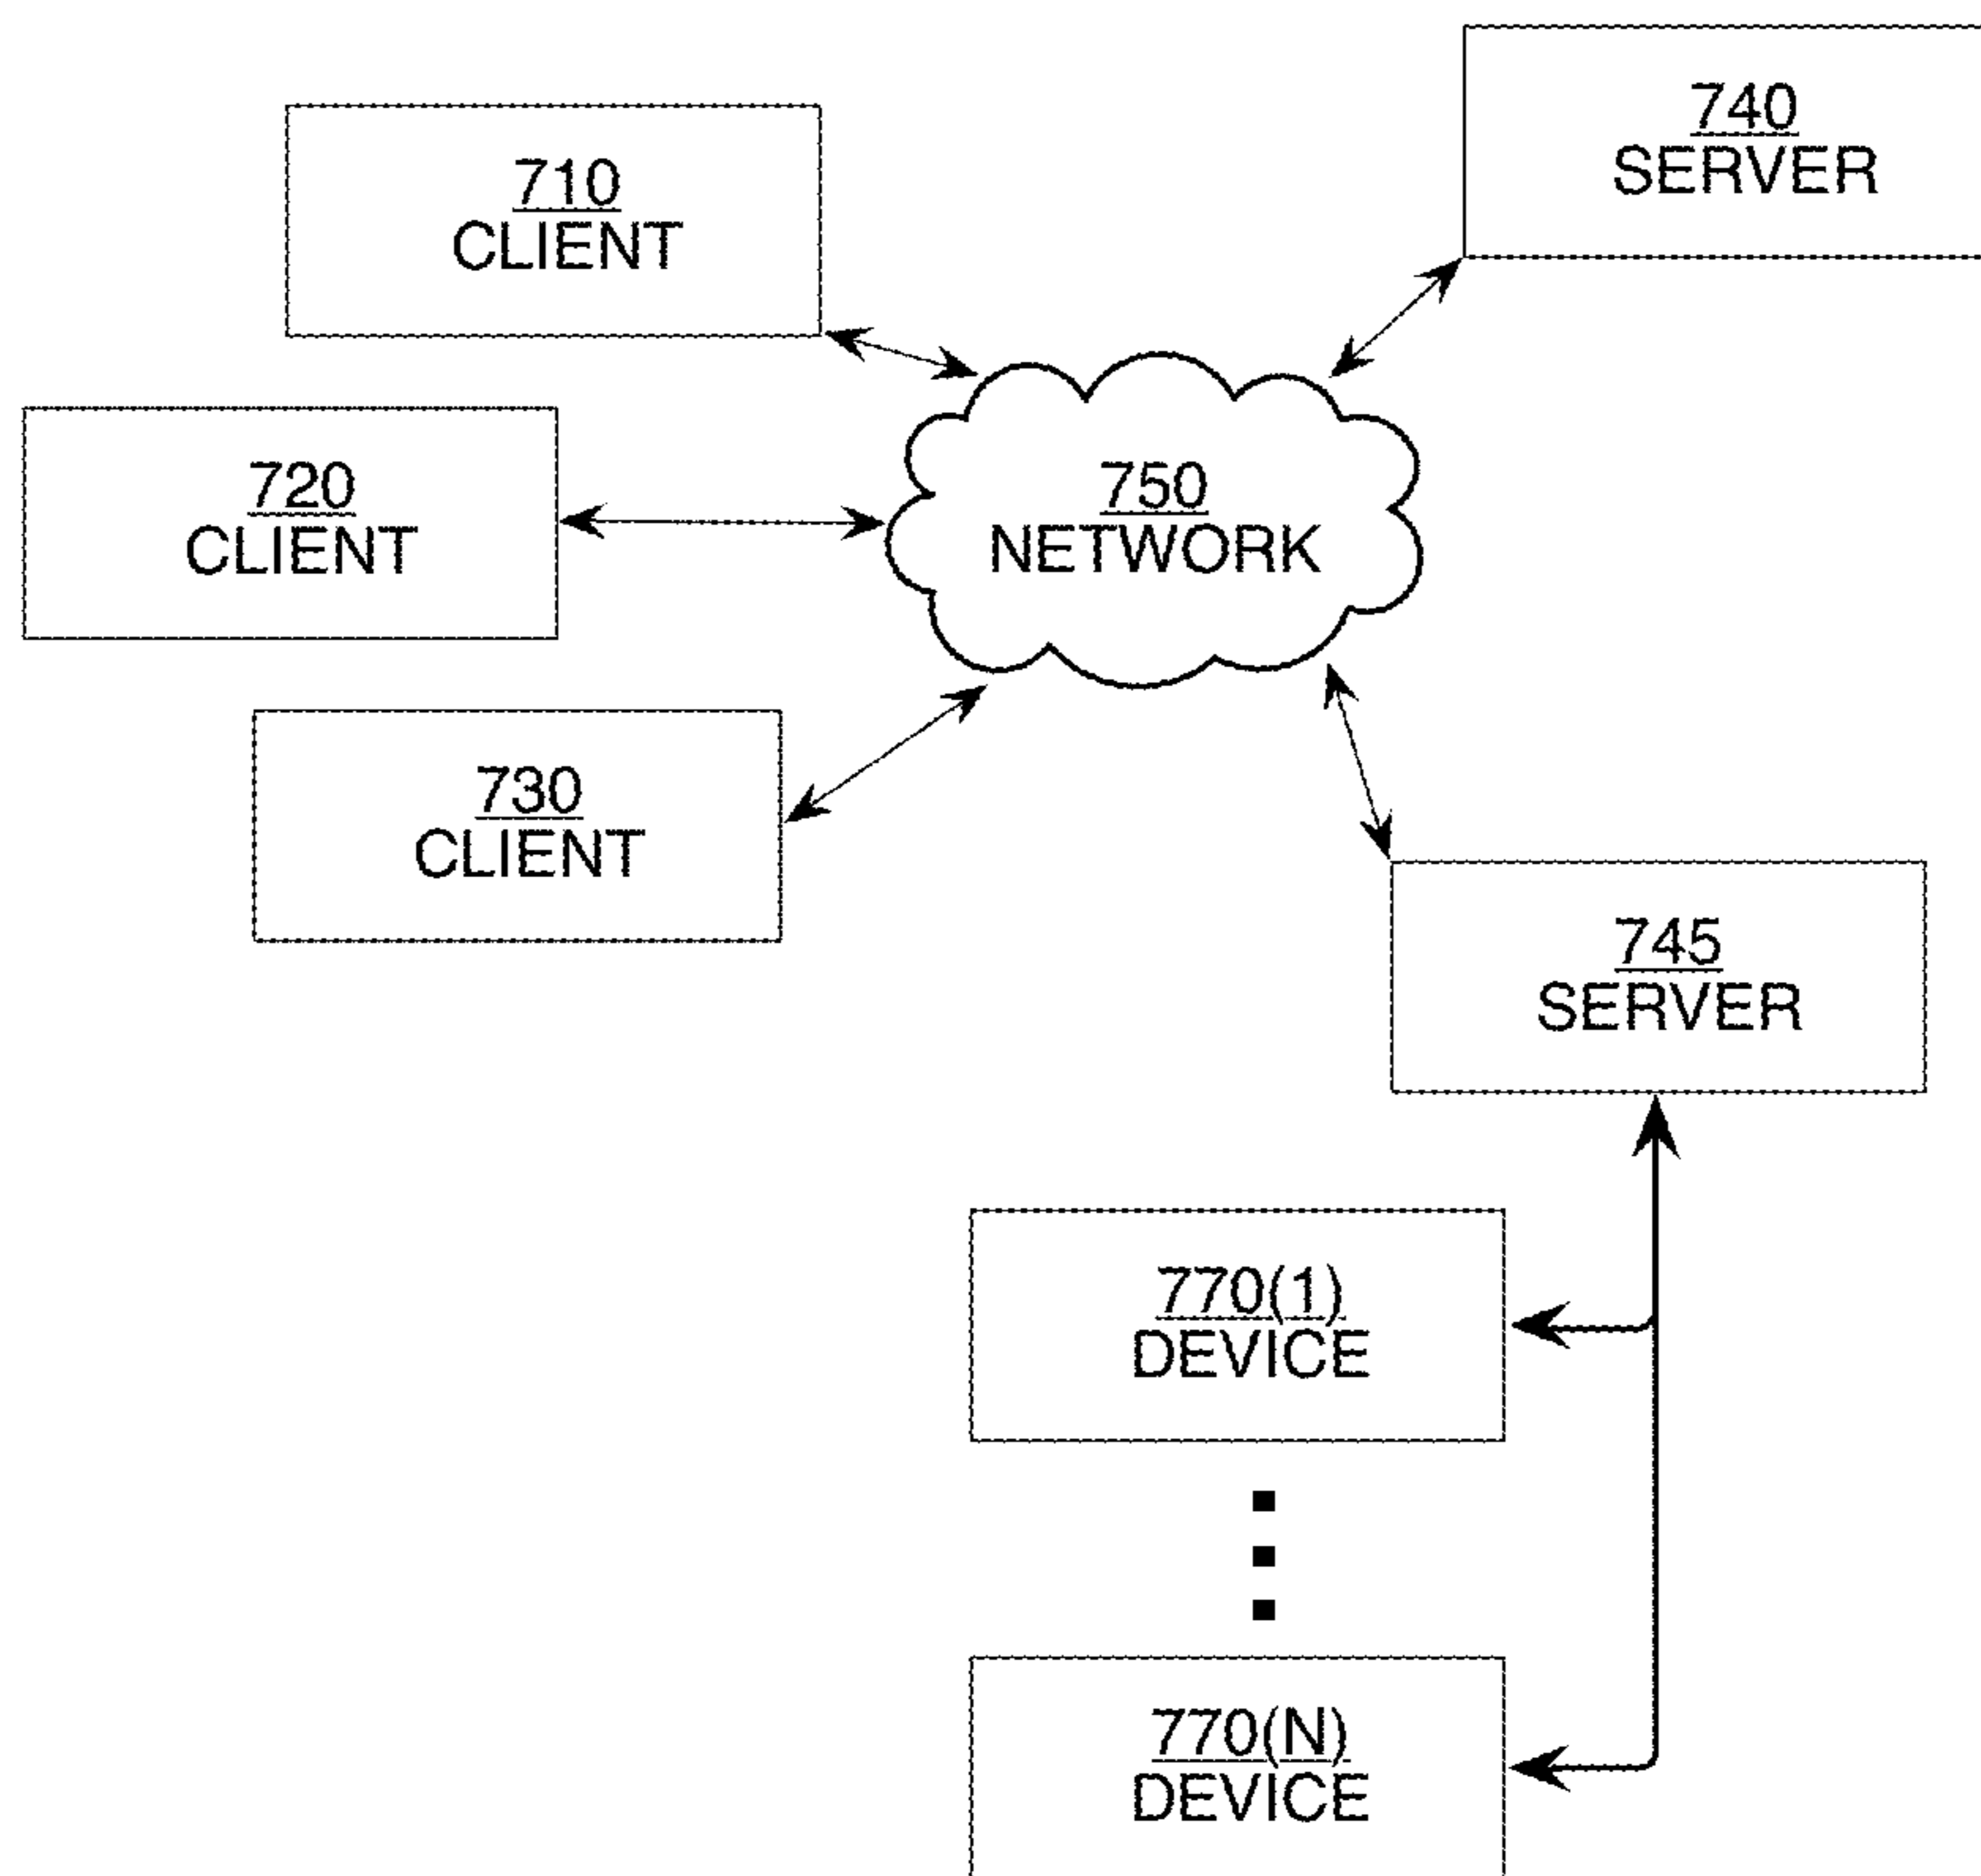 740
SERVER
710
CLIENT
720
CLIENT
750
NETWORK
730
CLIENT
745
SERVER
770(1)
DEVICE
770(N)
DEVICE